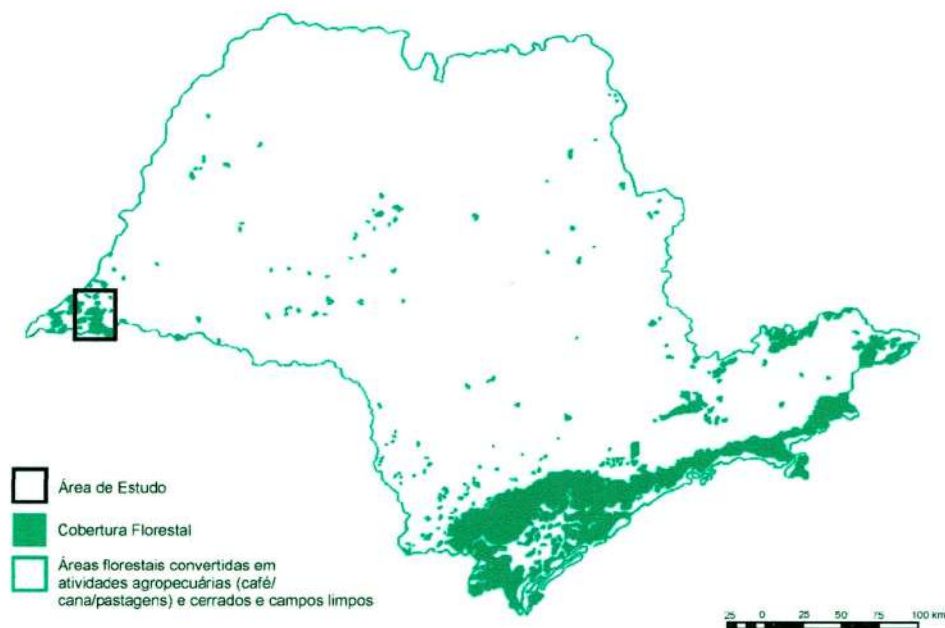 Área de Estudo
Cobertura Florestal
Áreas florestais convertidas em
atividades agropecuárias (café/
cana/pastagens) e cerrados e campos limpos
25 0 25 50 75 100 km